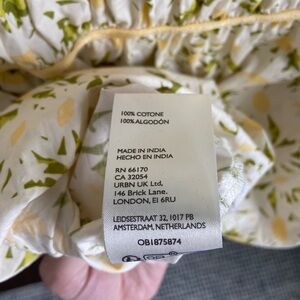 100% COTONE
100% ALGODÓN
MADE IN INDIA
HECHO EN INDIA
RN 66170
CA 32054
URBN UK Ltd,
146 Brick Lane.
LONDON, E1 6RU
LEIDSESTRAAT 32, 1017 PB
AMSTERDAM, NETHERLANDS
OB1875874